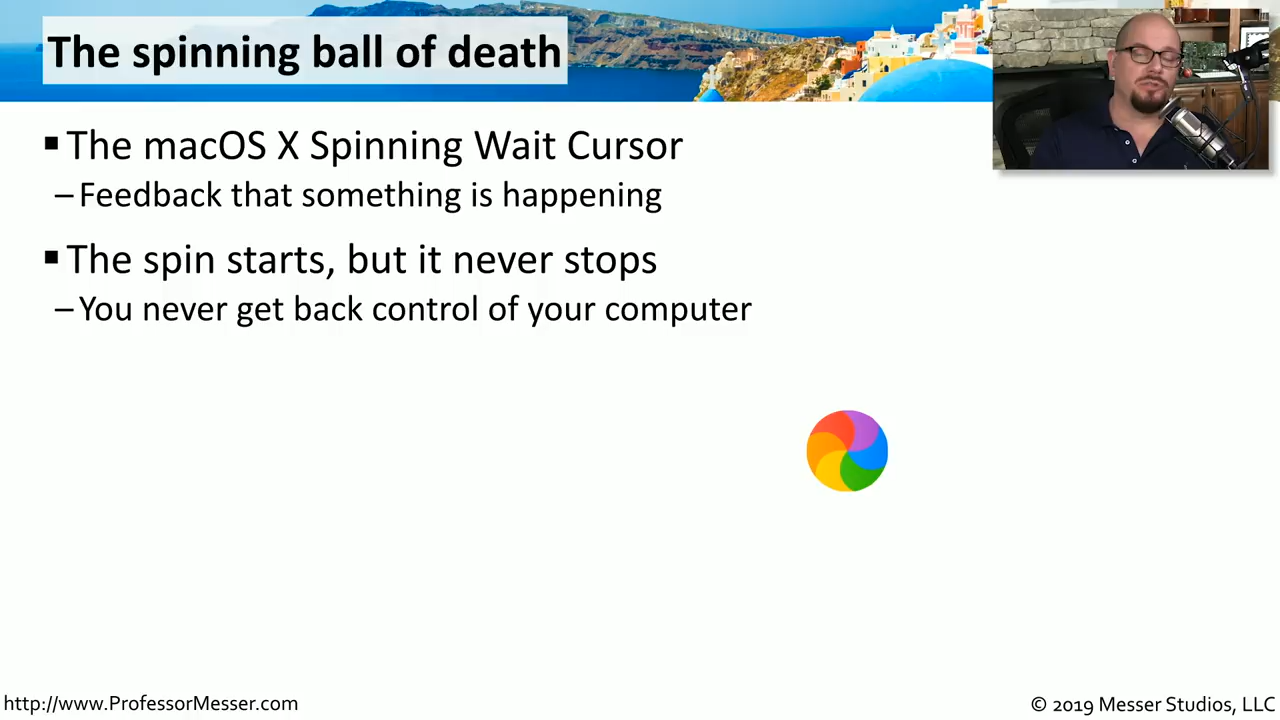 The spinning ball of death
▪ The macOS X Spinning Wait Cursor
– Feedback that something is happening
▪ The spin starts, but it never stops
– You never get back control of your computer
http://www.ProfessorMesser.com
© 2019 Messer Studios, LLC